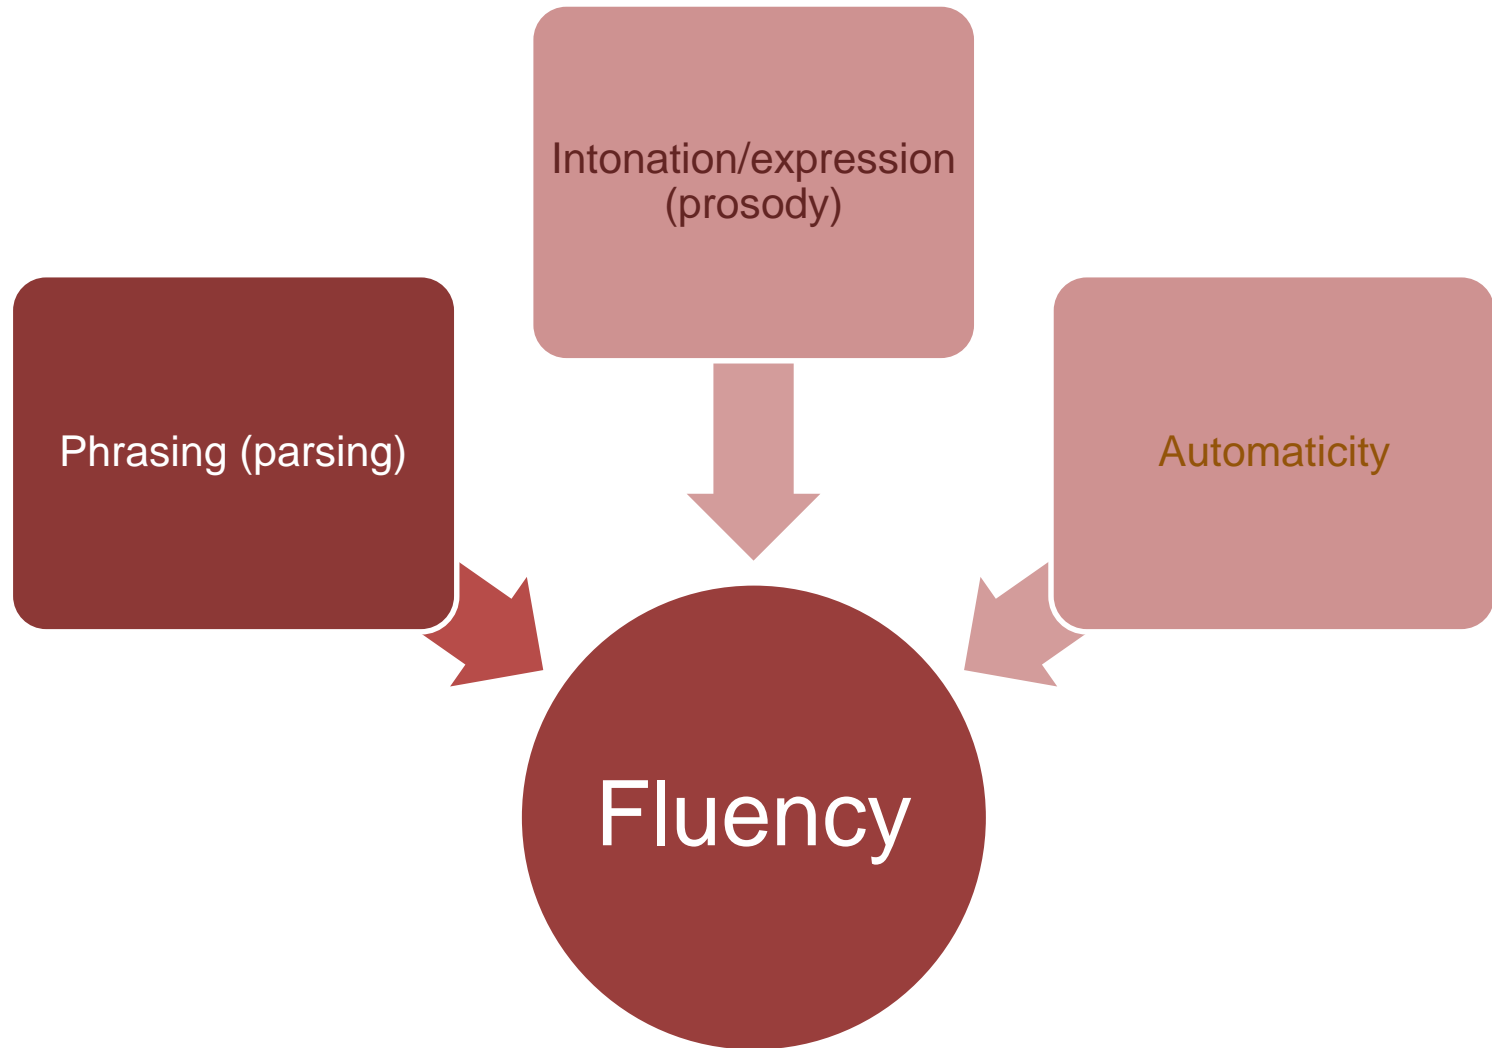 Intonation/expression
(prosody)
Phrasing (parsing)
Automaticity
Fluency